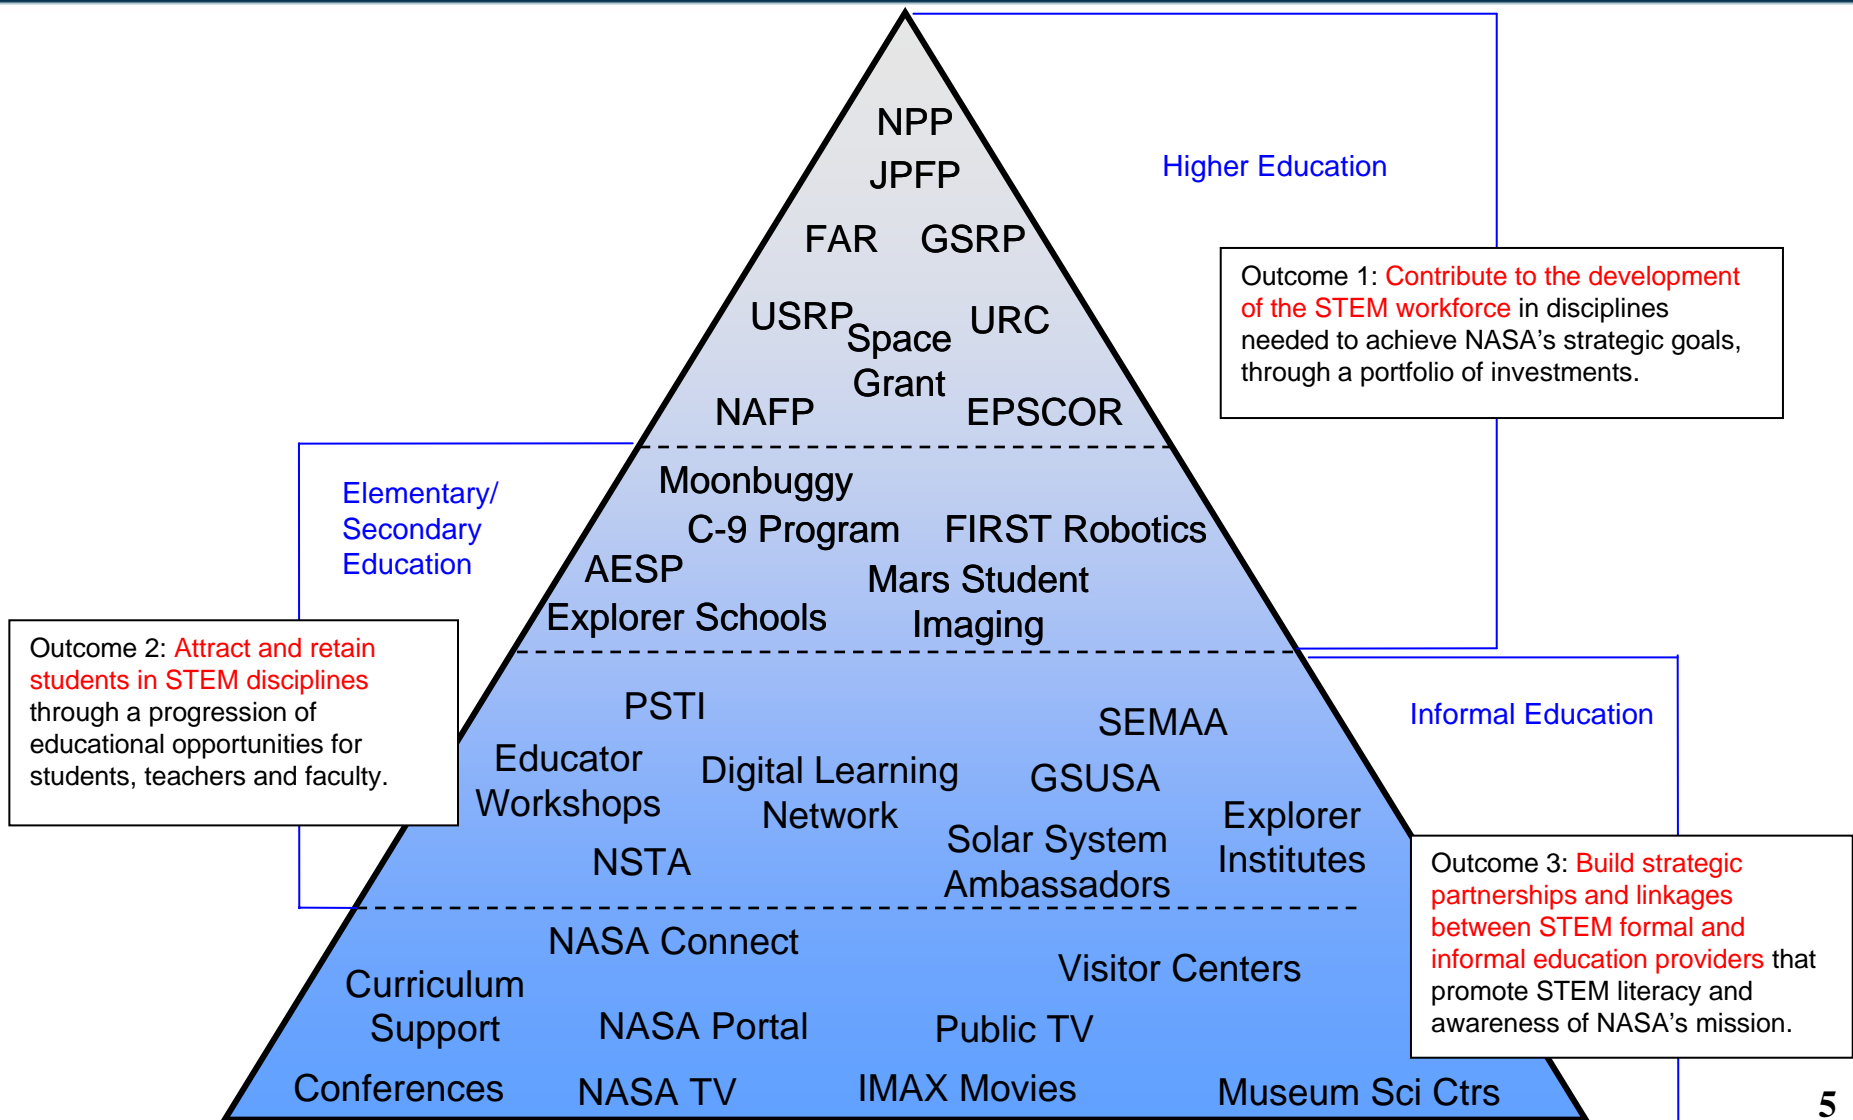 NPP
JPFP
FAR GSRP
USRP Space Grant URC
NAFP EPSCOR
Higher Education
Outcome 1: Contribute to the development
of the STEM workforce in disciplines
needed to achieve NASA's strategic goals,
through a portfolio of investments.
Elementary/
Secondary
Education
Moonbuggy
C-9 Program FIRST Robotics
AESP
Mars Student
Imaging
Explorer Schools
Outcome 2: Attract and retain
students in STEM disciplines
through a progression of
educational opportunities for
students, teachers and faculty.
PSTI
SEMAA
Informal Education
Educator
Workshops
Digital Learning
Network
GSUSA
Explorer
Institutes
NSTA
Solar System
Ambassadors
Outcome 3: Build strategic
partnerships and linkages
between STEM formal and
informal education providers that
promote STEM literacy and
awareness of NASA's mission.
NASA Connect
Visitor Centers
Curriculum
Support
NASA Portal
Public TV
Conferences
NASA TV
IMAX Movies
Museum Sci Ctrs
5